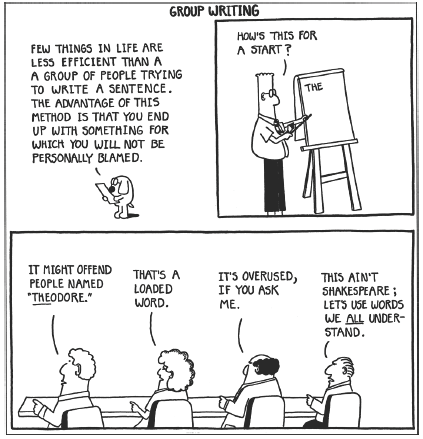 GROUP WRITING
FEW THINGS IN LIFE ARE
LESS EFFICIENT THAN A
A GROUP OF PEOPLE TRYING
TO WRITE A SENTENCE.
THE ADVANTAGE OF THIS
METHOD IS THAT YOU END
UP WITH SOMETHING FOR
WHICH YOU WILL NOT BE
PERSONALLY BLAMED.
HOW'S THIS FOR
A START?
THE
IT MIGHT OFFEND
PEOPLE NAMED
"THEODORE."
THAT'S A
LOADED
WORD.
IT'S OVERUSED,
IF YOU ASK
ME.
THIS AIN'T
SHAKESPEARE;
LET'S USE WORDS
WE ALL UNDER-
STAND.